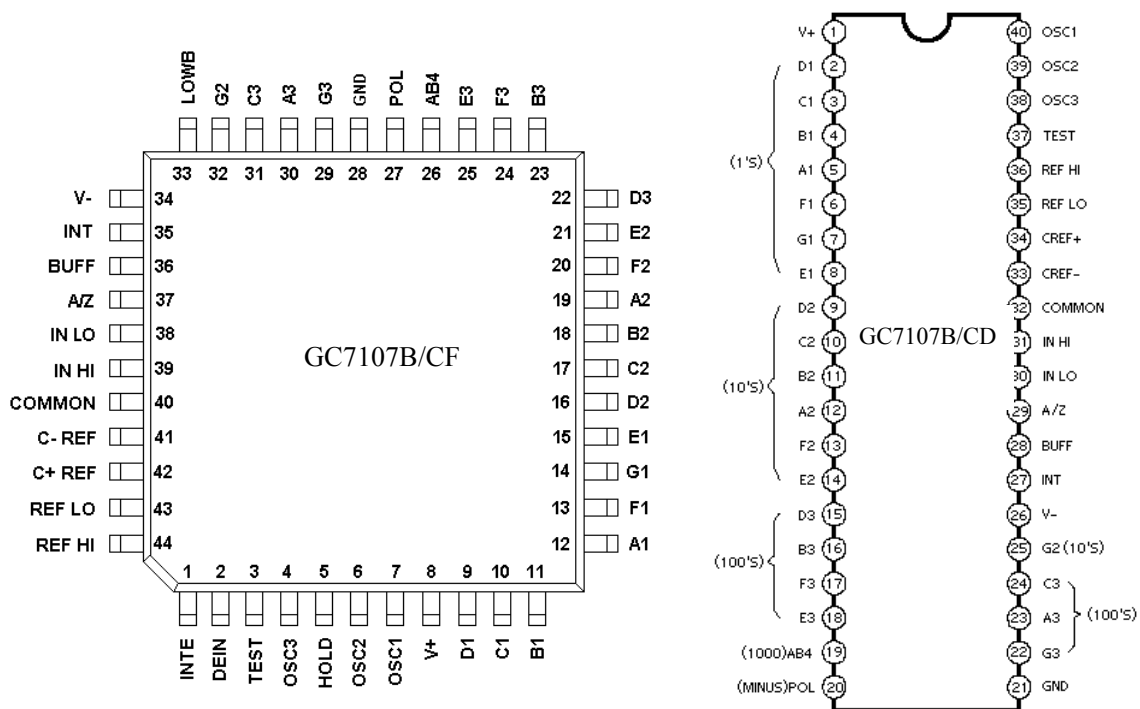 LOWB G2 C3 A3 G3 GND POL AB4 E3 F3 B3
33 32 31 30 29 28 27 26 25 24 23
V- 34
INT 35
BUFF 36
A/Z 37
IN LO 38
IN HI 39
COMMON 40
C- REF 41
C+ REF 42
REF LO 43
REF HI 44
GC7107B/CF
22 D3
21 E2
20 F2
19 A2
18 B2
17 C2
16 D2
15 E1
14 G1
13 F1
12 A1
1 2 3 4 5 6 7 8 9 10 11
INTE DEIN TEST OSC3 HOLD OSC2 OSC1 V+ D1 C1 B1
V+ 1
D1 2
C1 3
B1 4
(1'S)
A1 5
F1 6
G1 7
E1 8
D2 9
C2 10
B2 11
(10'S)
A2 12
F2 13
E2 14
D3 15
B3 16
(100'S)
F3 17
E3 18
(1000)AB4 19
(MINUS)POL 20
GC7107B/CD
40 OSC1
39 OSC2
38 OSC3
37 TEST
36 REF HI
35 REF LO
34 CREF+
33 CREF-
32 COMMON
31 IN HI
30 IN LO
29 A/Z
28 BUFF
27 INT
26 V-
25 G2(10'S)
24 C3
23 A3
(100'S)
22 G3
21 GND